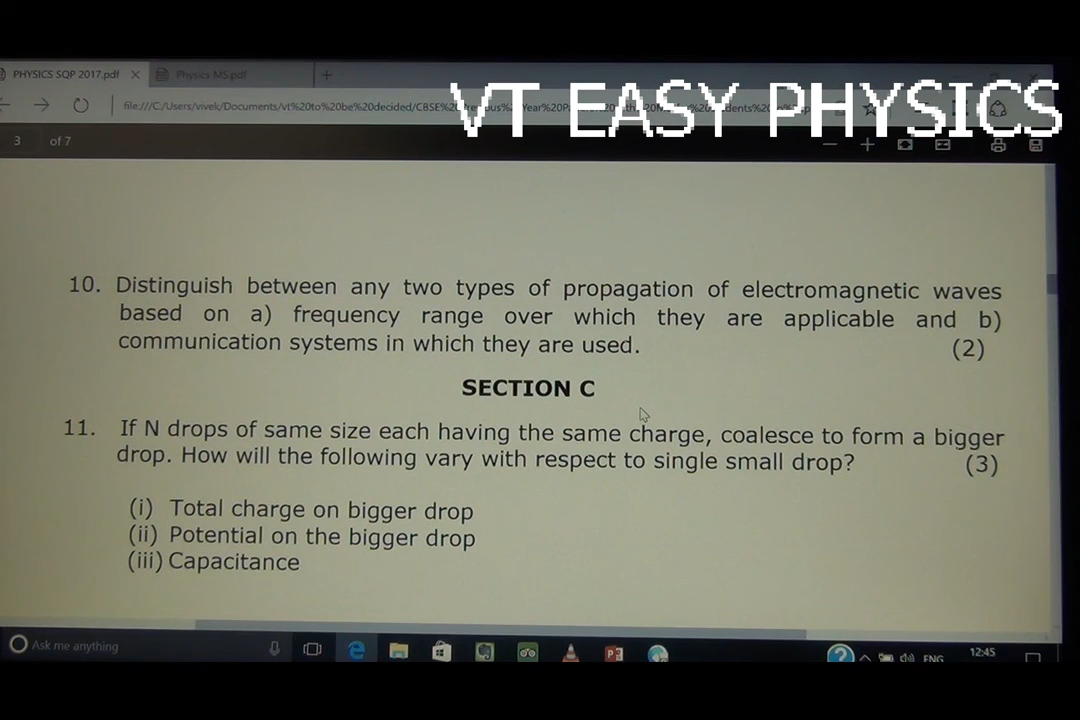 PHYSICS SQP 2017.pdf
Physics MS.pdf
VT EASY PHYSICS
3 of 7
10. Distinguish between any two types of propagation of electromagnetic waves
based on a) frequency range over which they are applicable and b)
communication systems in which they are used. (2)
SECTION C
11. If N drops of same size each having the same charge, coalesce to form a bigger
drop. How will the following vary with respect to single small drop? (3)
(i) Total charge on bigger drop
(ii) Potential on the bigger drop
(iii) Capacitance
Ask me anything
ENG
12:45